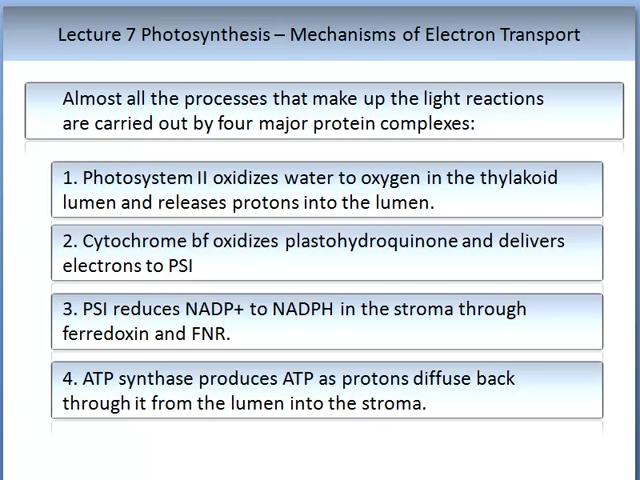 Lecture 7 Photosynthesis – Mechanisms of Electron Transport
Almost all the processes that make up the light reactions
are carried out by four major protein complexes:
1. Photosystem II oxidizes water to oxygen in the thylakoid
lumen and releases protons into the lumen.
2. Cytochrome bf oxidizes plastohydroquinone and delivers
electrons to PSI
3. PSI reduces NADP+ to NADPH in the stroma through
ferredoxin and FNR.
4. ATP synthase produces ATP as protons diffuse back
through it from the lumen into the stroma.